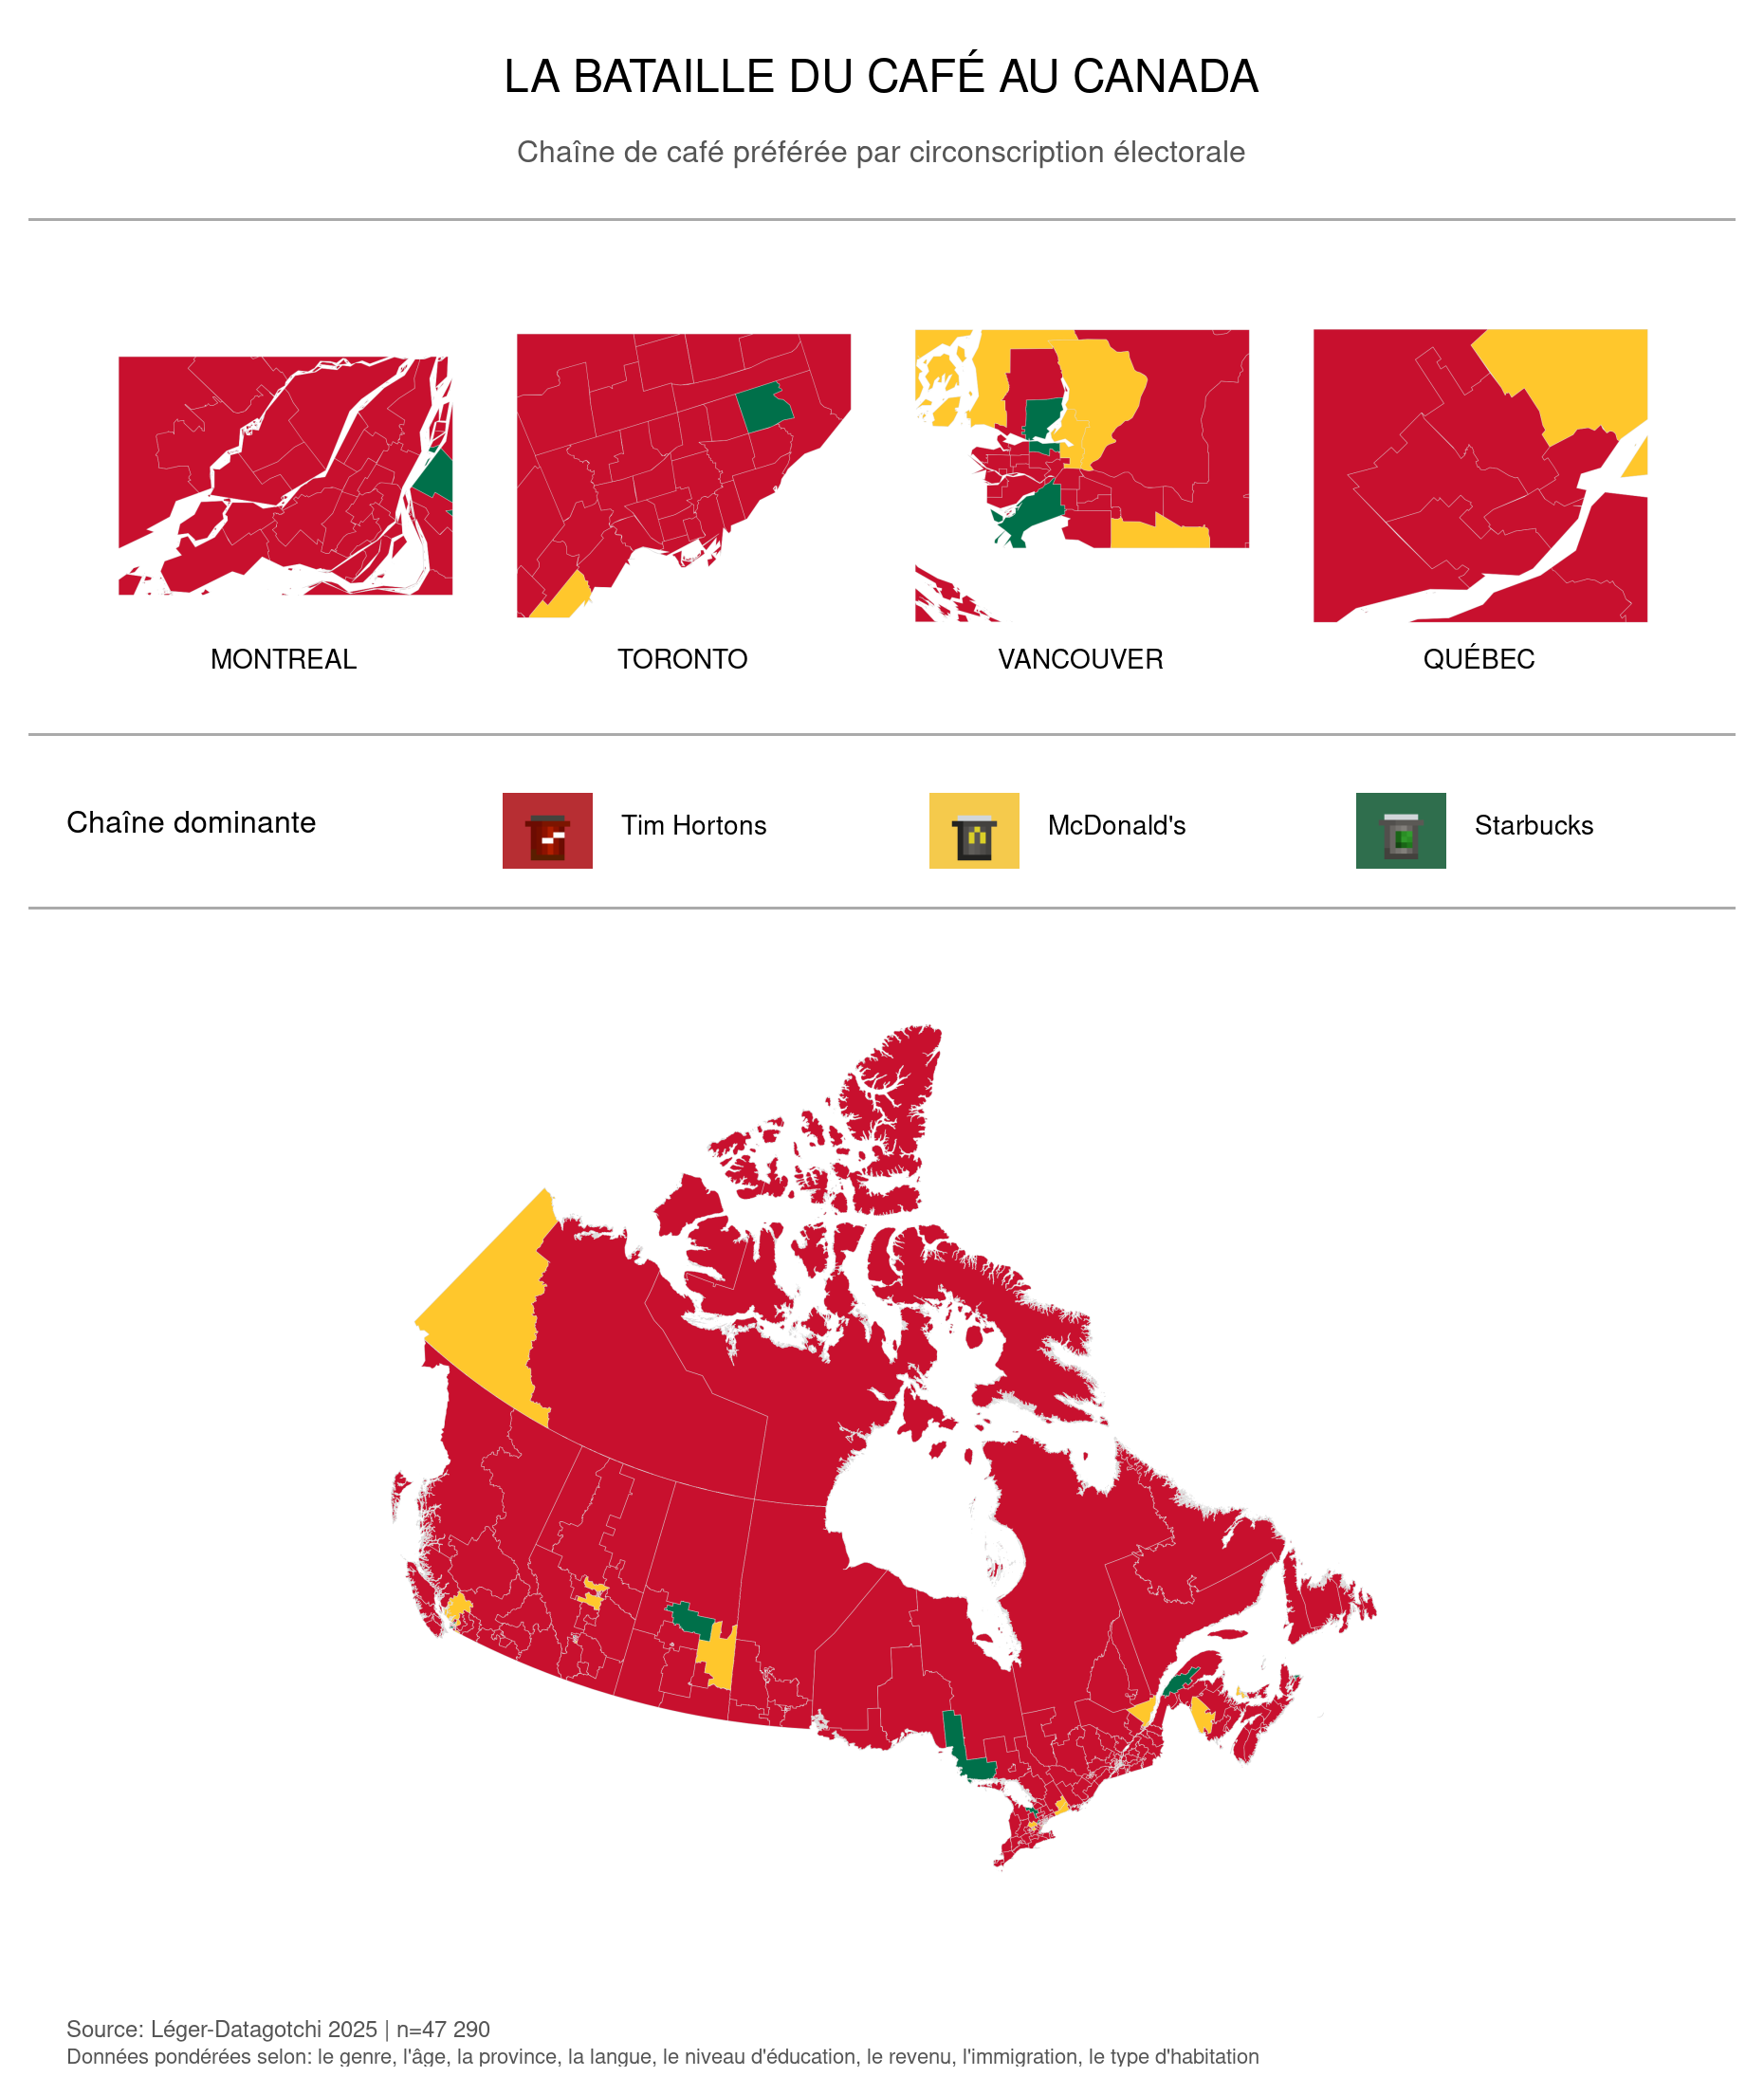 LA BATAILLE DU CAFÉ AU CANADA
Chaîne de café préférée par circonscription électorale
MONTREAL
TORONTO
VANCOUVER
QUÉBEC
Chaîne dominante
Tim Hortons
McDonald's
Starbucks
Source: Léger-Datagotchi 2025 | n=47 290
Données pondérées selon: le genre, l'âge, la province, la langue, le niveau d'éducation, le revenu, l'immigration, le type d'habitation